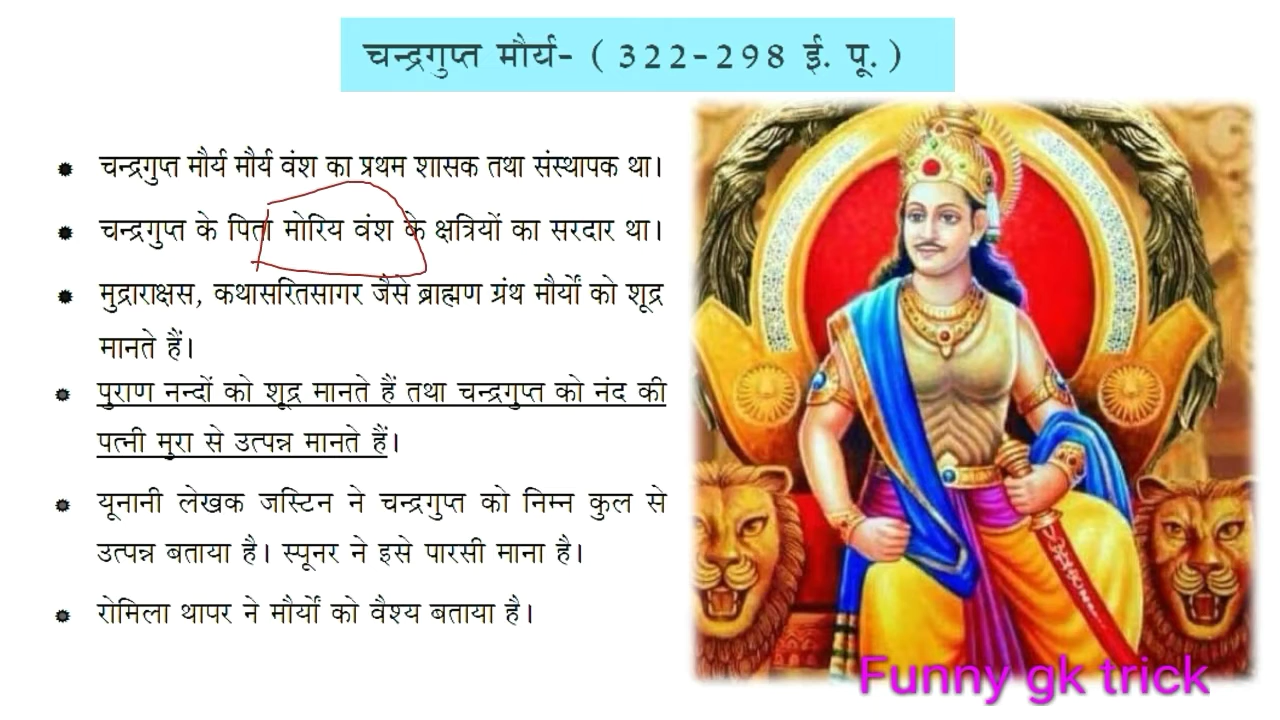 चन्द्रगुप्त मौर्य- ( 322-298 ई. पू. )
चन्द्रगुप्त मौर्य मौर्य वंश का प्रथम शासक तथा संस्थापक था।
चन्द्रगुप्त के पिता मोरिय वंश के क्षत्रियों का सरदार था।
मुद्राराक्षस, कथासरितसागर जैसे ब्राह्मण ग्रंथ मौर्यों को शूद्र
मानते हैं।
पुराण नन्दों को शूद्र मानते हैं तथा चन्द्रगुप्त को नंद की
पत्नी मुरा से उत्पन्न मानते हैं।
यूनानी लेखक जस्टिन ने चन्द्रगुप्त को निम्न कुल से
उत्पन्न बताया है। स्पूनर ने इसे पारसी माना है।
रोमिला थापर ने मौर्यों को वैश्य बताया है।
Funny gk trick